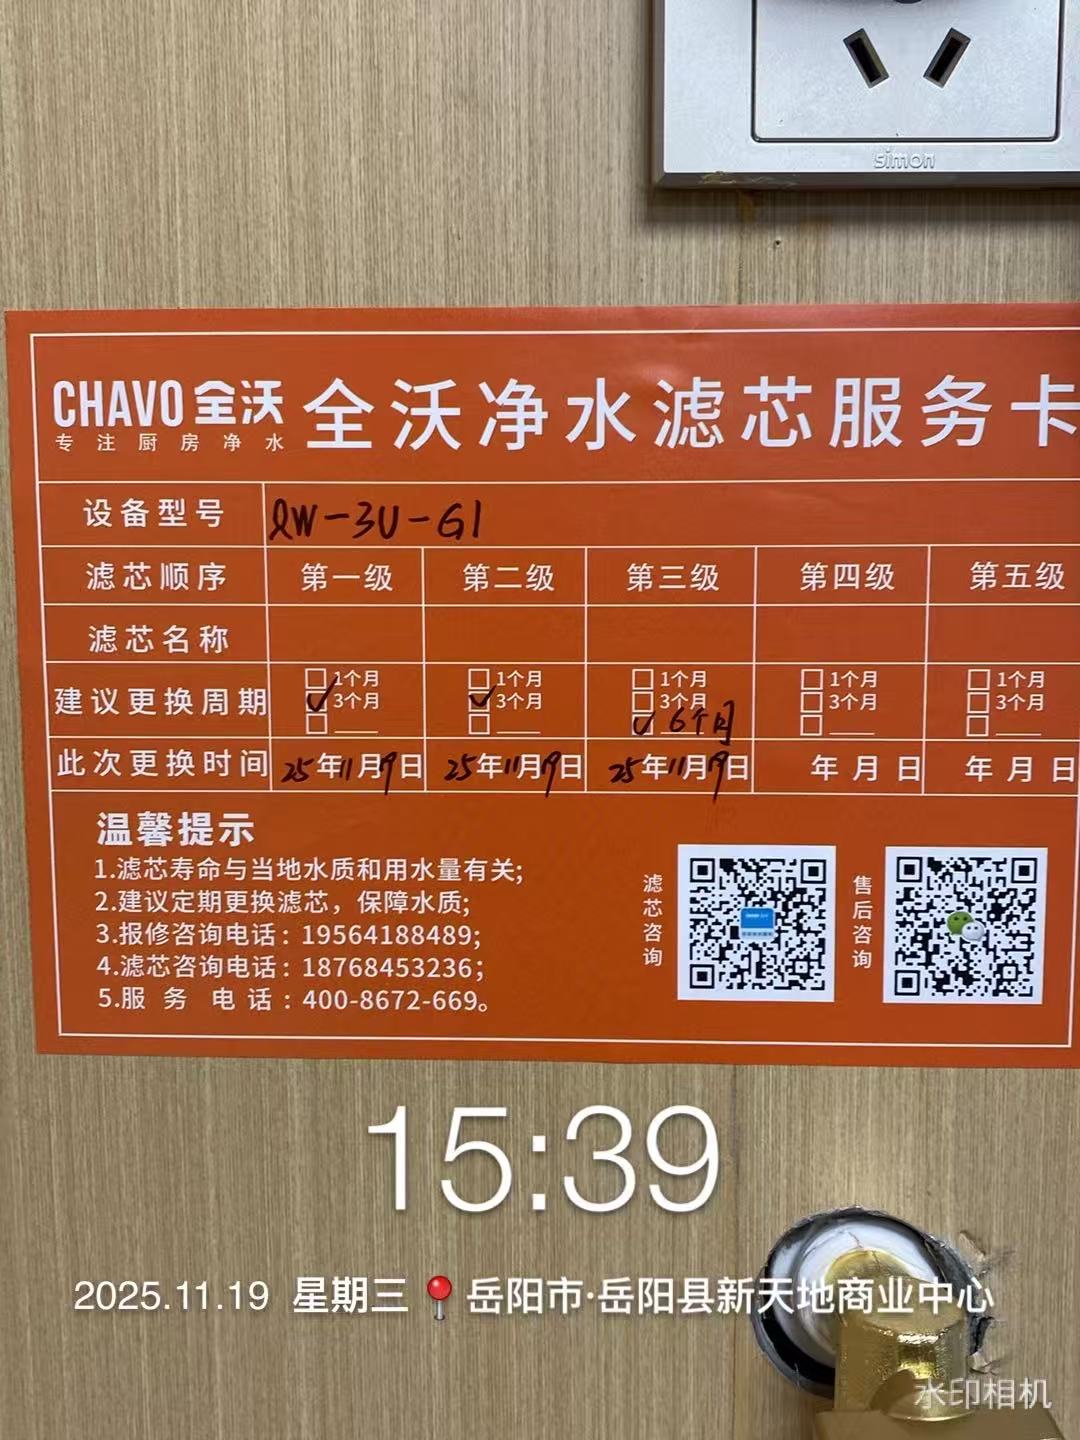 simon
CHAVO 全沃
专注厨房净水
全沃净水滤芯服务卡
设备型号 QW-3U-G1
滤芯顺序 第一级 第二级 第三级 第四级 第五级
滤芯名称
建议更换周期 □1个月 □1个月 □1个月 □1个月 □1个月
☑3个月 ☑3个月 □3个月 □3个月 □3个月
□____ □____ ☑6个月 □____ □____
此次更换时间 25年11月19日 25年11月19日 25年11月19日 年 月 日 年 月 日
温馨提示
1.滤芯寿命与当地水质和用水量有关;
2.建议定期更换滤芯，保障水质;
3.报修咨询电话：19564188489;
4.滤芯咨询电话：18768453236;
5.服务电话：400-8672-669。
滤芯咨询
售后咨询
15:39
2025.11.19 星期三 📍岳阳市·岳阳县新天地商业中心
水印相机